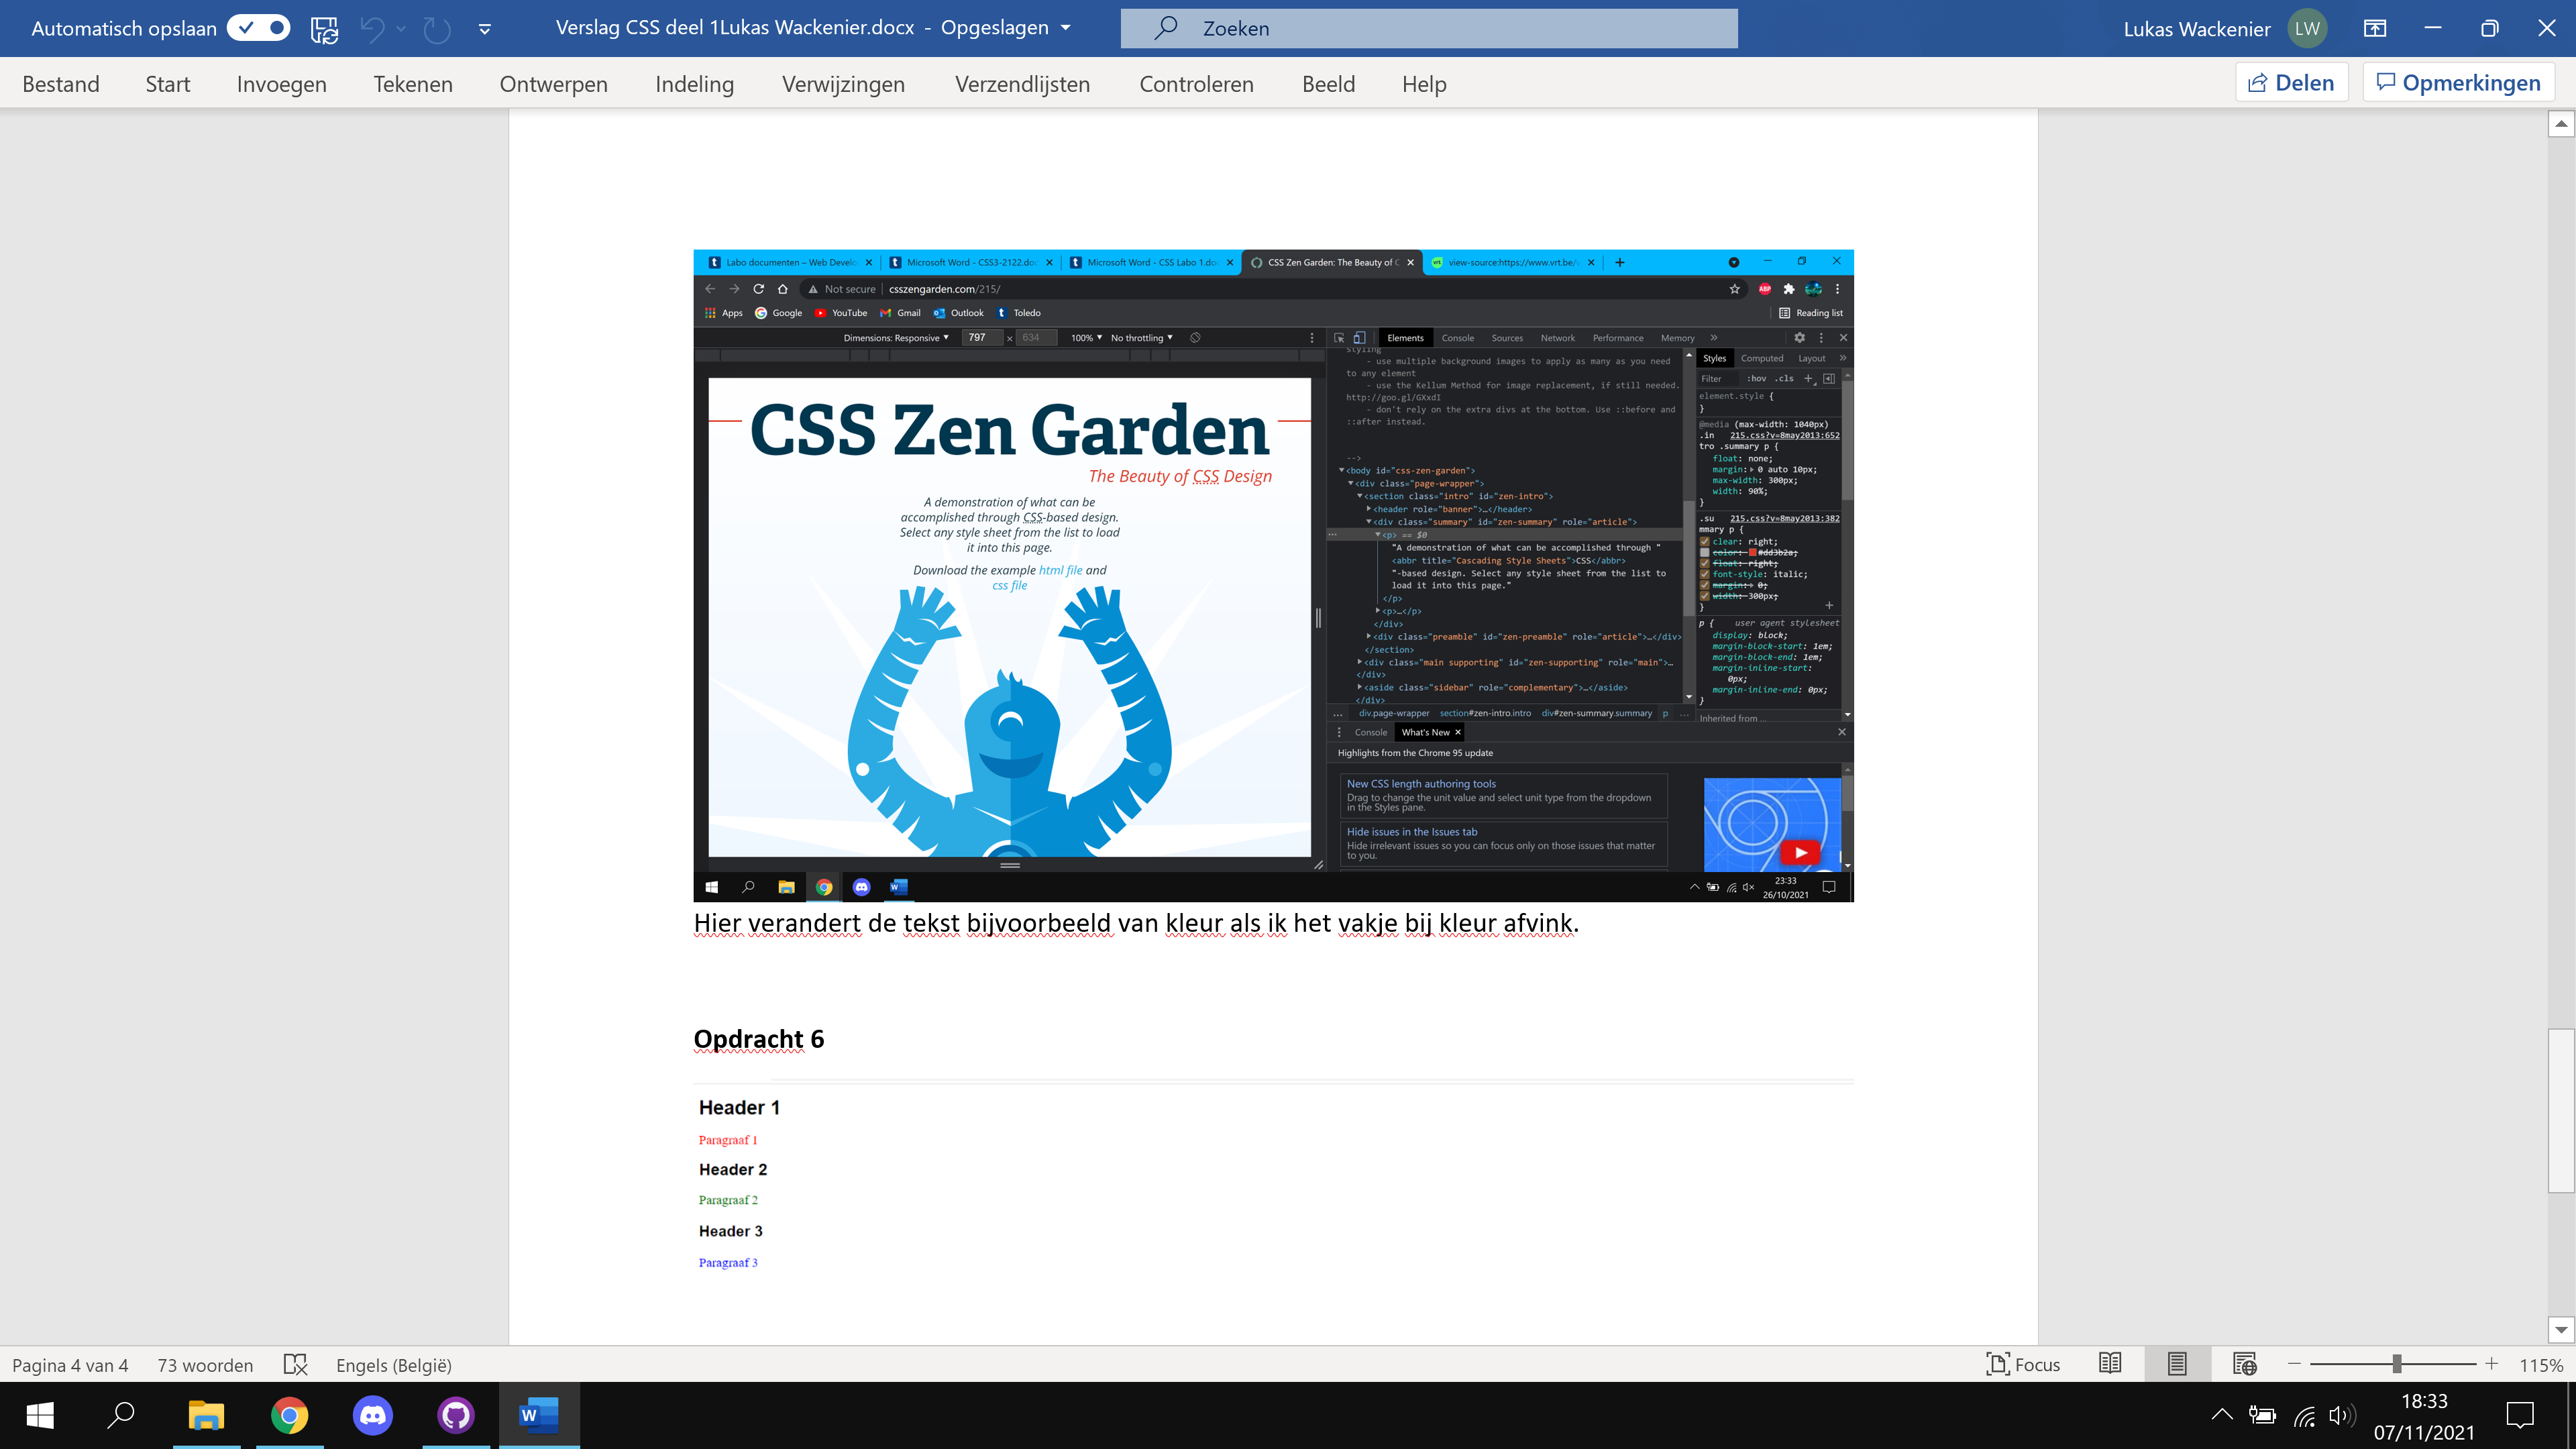 Automatisch opslaan
Verslag CSS deel 1Lukas Wackenier.docx - Opgeslagen
Zoeken
Lukas Wackenier LW
Bestand Start Invoegen Tekenen Ontwerpen Indeling Verwijzingen Verzendlijsten Controleren Beeld Help
Delen Opmerkingen
Labo documenten – Web Develo Microsoft Word - CSS3-2122.do Microsoft Word - CSS Labo 1.do CSS Zen Garden: The Beauty of C view-source:https://www.vrt.be/
Not secure csszengarden.com/215/
ABP
Apps Google YouTube Gmail Outlook Toledo Reading list
Dimensions: Responsive 797 × 634 100% No throttling
Elements Console Sources Network Performance Memory
CSS Zen Garden
The Beauty of CSS Design
A demonstration of what can be
accomplished through CSS-based design.
Select any style sheet from the list to load
it into this page.
Download the example html file and
css file
styling
- use multiple background images to apply as many as you need
to any element
- use the Kellum Method for image replacement, if still needed.
http://goo.gl/GXxdI
- don't rely on the extra divs at the bottom. Use ::before and
::after instead.
-->
<body id="css-zen-garden">
<div class="page-wrapper">
<section class="intro" id="zen-intro">
<header role="banner">…</header>
<div class="summary" id="zen-summary" role="article">
<p> == $0
"A demonstration of what can be accomplished through "
<abbr title="Cascading Style Sheets">CSS</abbr>
"-based design. Select any style sheet from the list to
load it into this page."
</p>
<p>…</p>
</div>
<div class="preamble" id="zen-preamble" role="article">…</div>
</section>
<div class="main supporting" id="zen-supporting" role="main">…
</div>
<aside class="sidebar" role="complementary">…</aside>
</div>
… div.page-wrapper section#zen-intro.intro div#zen-summary.summary p …
Styles Computed Layout
Filter :hov .cls +
element.style {
}
@media (max-width: 1040px)
.in 215.css?v=8may2013:652
tro .summary p {
float: none;
margin: 0 auto 10px;
max-width: 300px;
width: 90%;
}
.su 215.css?v=8may2013:382
mmary p {
clear: right;
color: #dd3b2a;
float: right;
font-style: italic;
margin: 0;
width: 300px;
}
p { user agent stylesheet
display: block;
margin-block-start: 1em;
margin-block-end: 1em;
margin-inline-start:
0px;
margin-inline-end: 0px;
}
Inherited from …
Console What's New
Highlights from the Chrome 95 update
New CSS length authoring tools
Drag to change the unit value and select unit type from the dropdown
in the Styles pane.
Hide issues in the Issues tab
Hide irrelevant issues so you can focus only on those issues that matter
to you.
23:33
26/10/2021
Hier verandert de tekst bijvoorbeeld van kleur als ik het vakje bij kleur afvink.
Opdracht 6
Header 1
Paragraaf 1
Header 2
Paragraaf 2
Header 3
Paragraaf 3
Pagina 4 van 4 73 woorden Engels (België) Focus 115%
18:33
07/11/2021